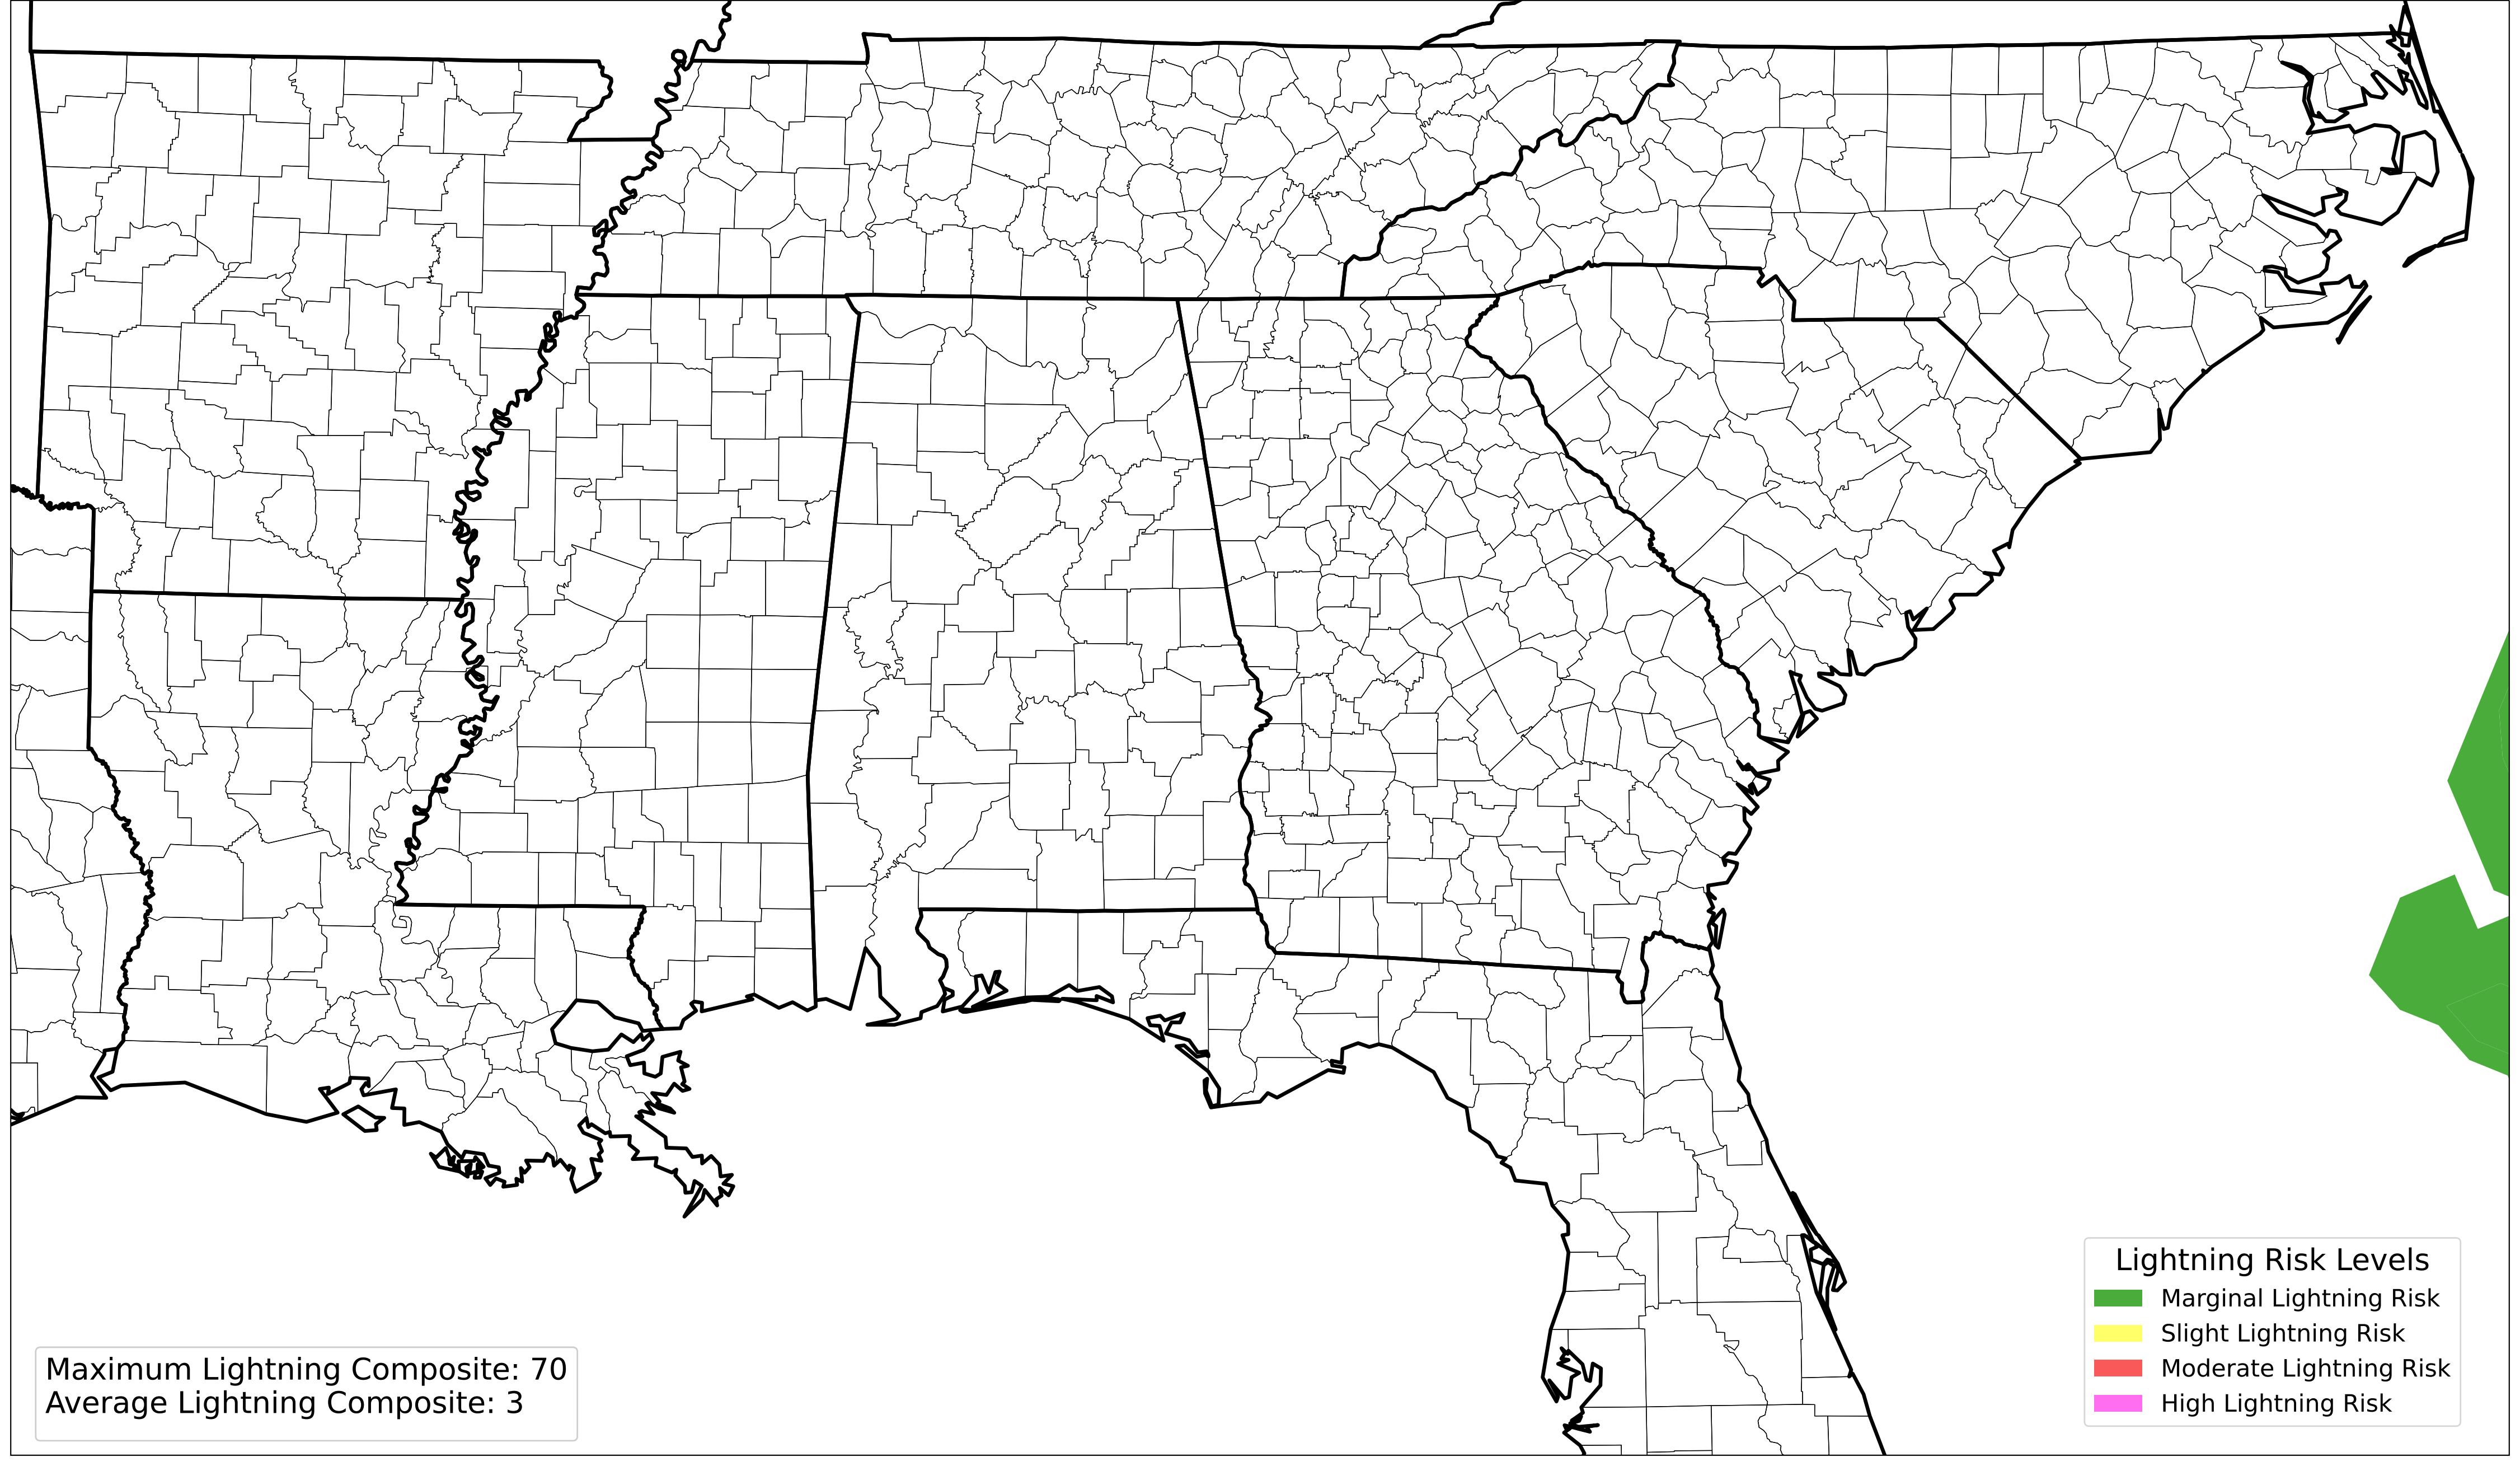 Maximum Lightning Composite: 70
Average Lightning Composite: 3
Lightning Risk Levels
Marginal Lightning Risk
Slight Lightning Risk
Moderate Lightning Risk
High Lightning Risk